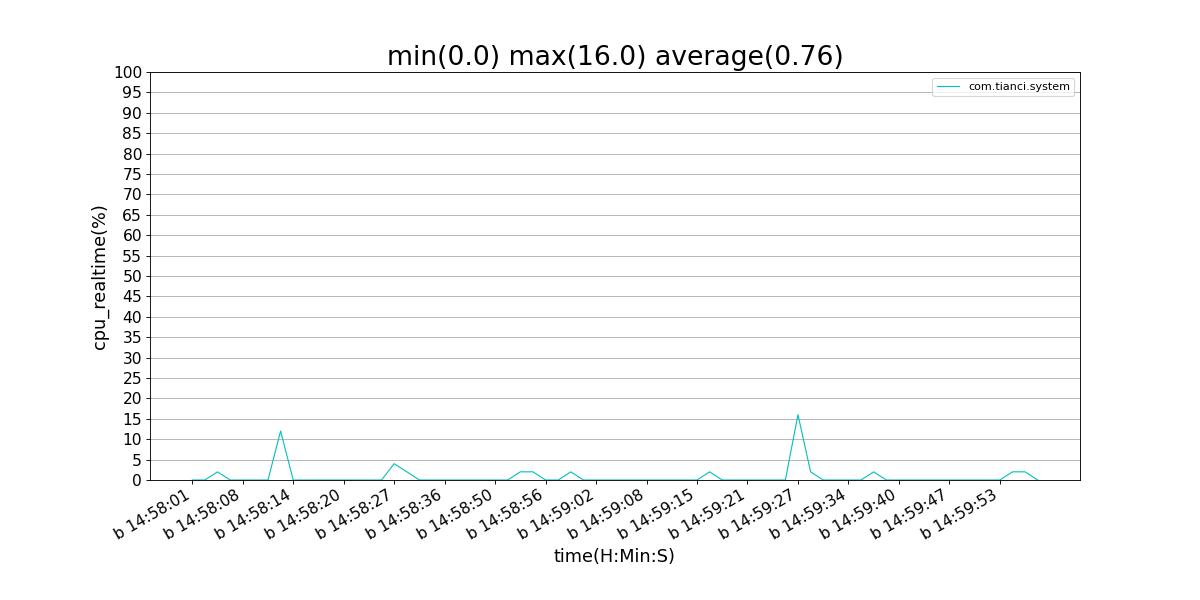 min(0.0) max(16.0) average(0.76)
com.tianci.system
100
95
90
85
80
75
70
65
60
55
50
45
40
35
30
25
20
15
10
5
0
cpu_realtime(%)
b 14:58:01
b 14:58:08
b 14:58:14
b 14:58:20
b 14:58:27
b 14:58:36
b 14:58:50
b 14:58:56
b 14:59:02
b 14:59:08
b 14:59:15
b 14:59:21
b 14:59:27
b 14:59:34
b 14:59:40
b 14:59:47
b 14:59:53
time(H:Min:S)